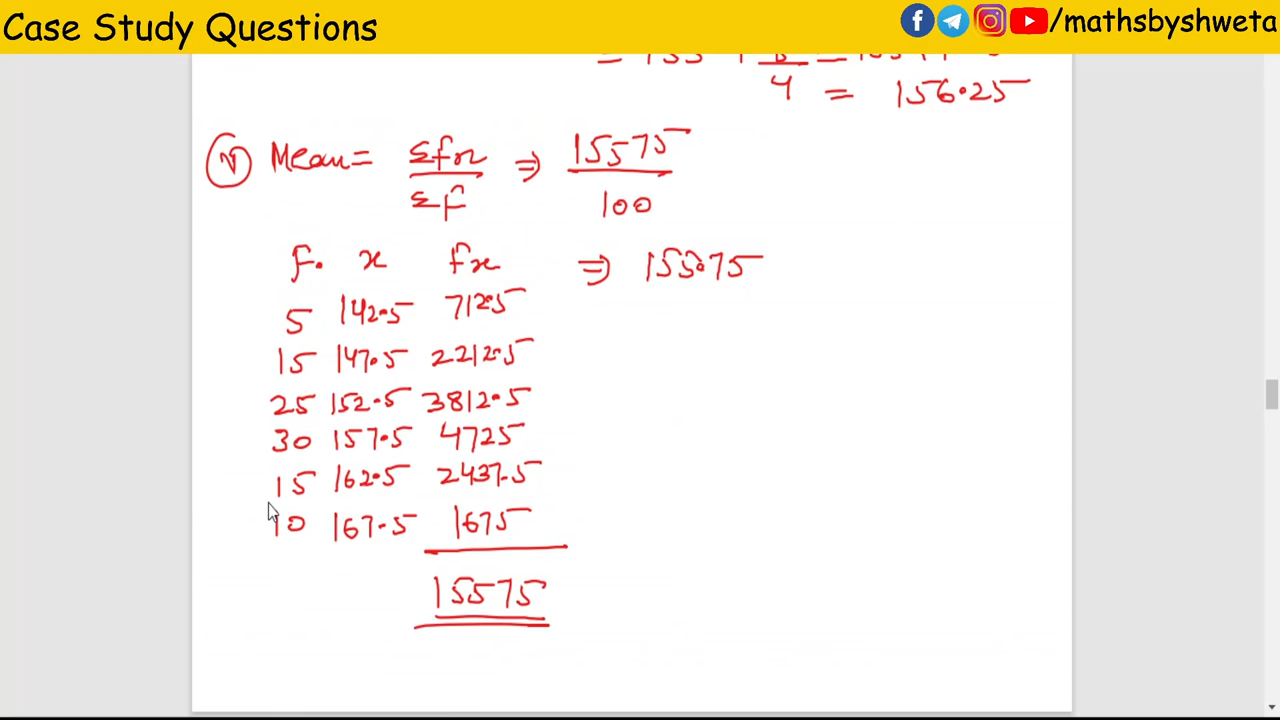 Case Study Questions
/mathsbyshweta
4 = 156.25
(v) Mean = Σfx/Σf ⇒ 15575/100
f. x fx ⇒ 155.75
5 142.5 712.5
15 147.5 2212.5
25 152.5 3812.5
30 157.5 4725
15 162.5 2437.5
10 167.5 1675
15575